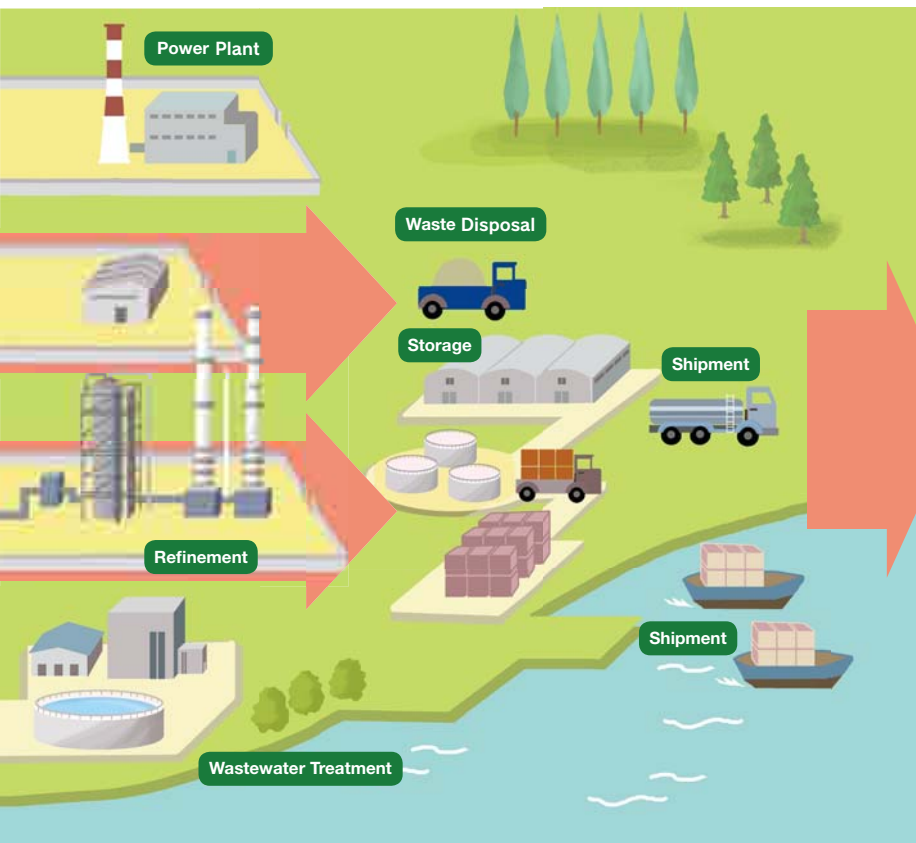 Power Plant
Waste Disposal
Storage
Shipment
Refinement
Shipment
Wastewater Treatment